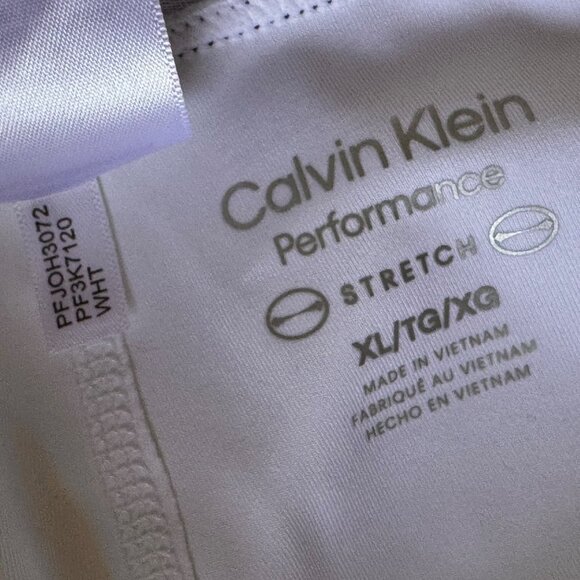 PFJOH3072
PF3K7120
WHT
Calvin Klein
Performance
STRETCH
XL/TG/XG
MADE IN VIETNAM
FABRIQUÉ AU VIETNAM
HECHO EN VIETNAM